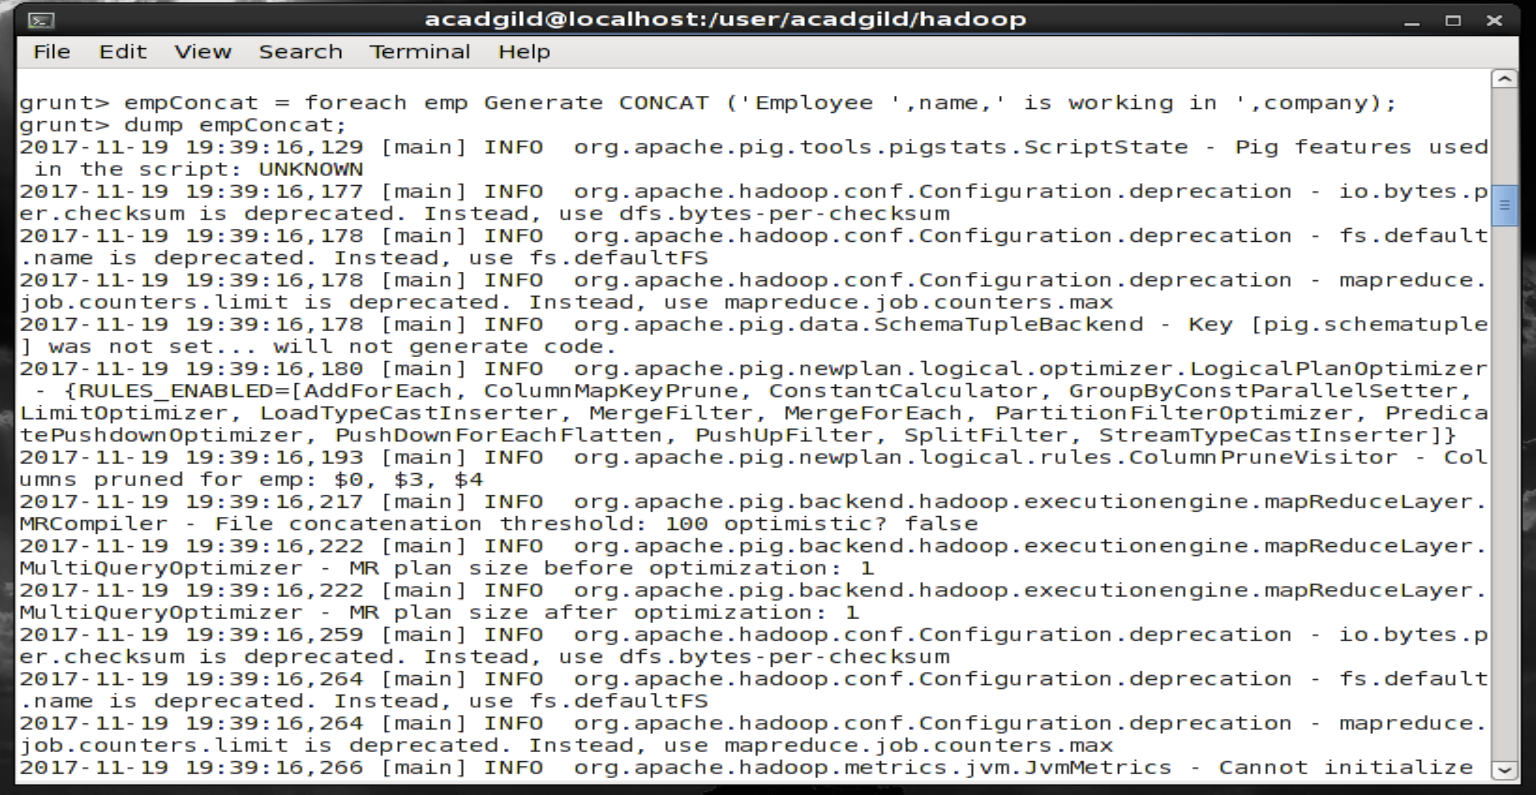 acadgild@localhost:/user/acadgild/hadoop
File Edit View Search Terminal Help
grunt> empConcat = foreach emp Generate CONCAT ('Employee ',name,' is working in ',company);
grunt> dump empConcat;
2017-11-19 19:39:16,129 [main] INFO  org.apache.pig.tools.pigstats.ScriptState - Pig features used
 in the script: UNKNOWN
2017-11-19 19:39:16,177 [main] INFO  org.apache.hadoop.conf.Configuration.deprecation - io.bytes.p
er.checksum is deprecated. Instead, use dfs.bytes-per-checksum
2017-11-19 19:39:16,178 [main] INFO  org.apache.hadoop.conf.Configuration.deprecation - fs.default
.name is deprecated. Instead, use fs.defaultFS
2017-11-19 19:39:16,178 [main] INFO  org.apache.hadoop.conf.Configuration.deprecation - mapreduce.
job.counters.limit is deprecated. Instead, use mapreduce.job.counters.max
2017-11-19 19:39:16,178 [main] INFO  org.apache.pig.data.SchemaTupleBackend - Key [pig.schematuple
] was not set... will not generate code.
2017-11-19 19:39:16,180 [main] INFO  org.apache.pig.newplan.logical.optimizer.LogicalPlanOptimizer
 - {RULES_ENABLED=[AddForEach, ColumnMapKeyPrune, ConstantCalculator, GroupByConstParallelSetter,
LimitOptimizer, LoadTypeCastInserter, MergeFilter, MergeForEach, PartitionFilterOptimizer, Predica
tePushdownOptimizer, PushDownForEachFlatten, PushUpFilter, SplitFilter, StreamTypeCastInserter]}
2017-11-19 19:39:16,193 [main] INFO  org.apache.pig.newplan.logical.rules.ColumnPruneVisitor - Col
umns pruned for emp: $0, $3, $4
2017-11-19 19:39:16,217 [main] INFO  org.apache.pig.backend.hadoop.executionengine.mapReduceLayer.
MRCompiler - File concatenation threshold: 100 optimistic? false
2017-11-19 19:39:16,222 [main] INFO  org.apache.pig.backend.hadoop.executionengine.mapReduceLayer.
MultiQueryOptimizer - MR plan size before optimization: 1
2017-11-19 19:39:16,222 [main] INFO  org.apache.pig.backend.hadoop.executionengine.mapReduceLayer.
MultiQueryOptimizer - MR plan size after optimization: 1
2017-11-19 19:39:16,259 [main] INFO  org.apache.hadoop.conf.Configuration.deprecation - io.bytes.p
er.checksum is deprecated. Instead, use dfs.bytes-per-checksum
2017-11-19 19:39:16,264 [main] INFO  org.apache.hadoop.conf.Configuration.deprecation - fs.default
.name is deprecated. Instead, use fs.defaultFS
2017-11-19 19:39:16,264 [main] INFO  org.apache.hadoop.conf.Configuration.deprecation - mapreduce.
job.counters.limit is deprecated. Instead, use mapreduce.job.counters.max
2017-11-19 19:39:16,266 [main] INFO  org.apache.hadoop.metrics.jvm.JvmMetrics - Cannot initialize